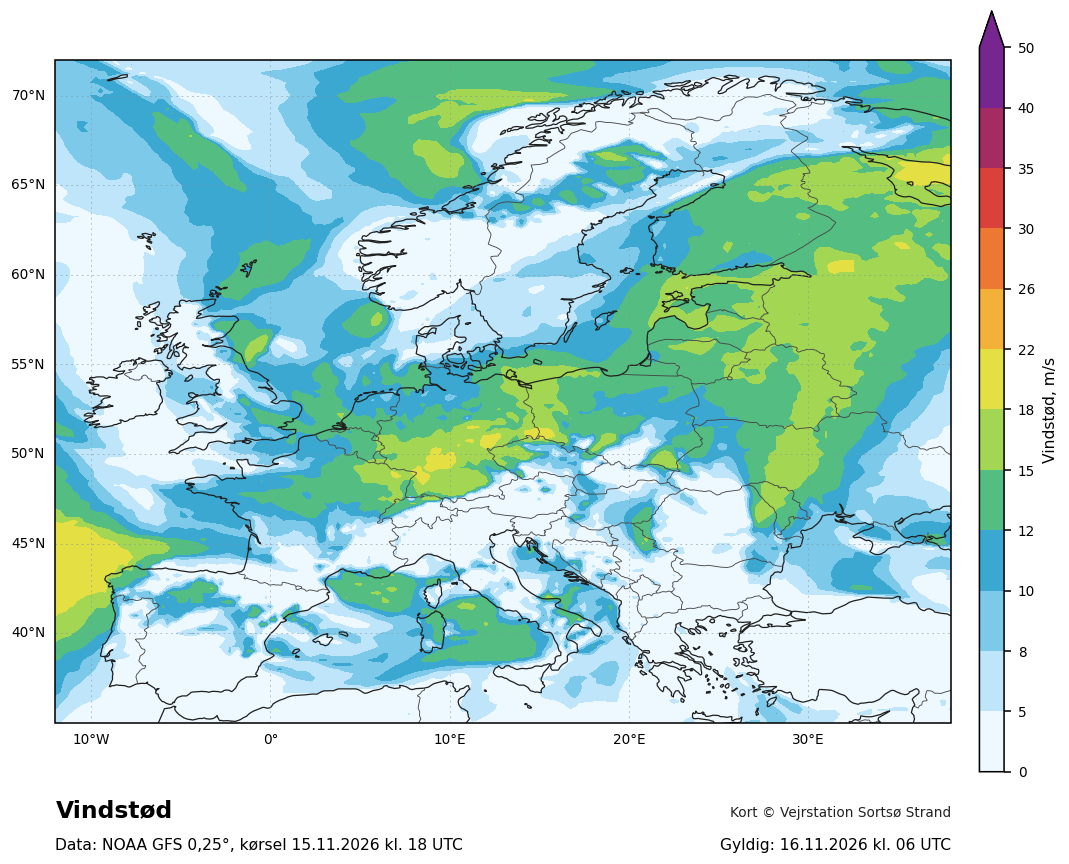 50
40
35
30
26
22
18
15
12
10
8
5
0
Vindstød, m/s
70°N
65°N
60°N
55°N
50°N
45°N
40°N
10°W
0°
10°E
20°E
30°E
Vindstød
Kort © Vejrstation Sortsø Strand
Data: NOAA GFS 0,25°, kørsel 15.11.2026 kl. 18 UTC
Gyldig: 16.11.2026 kl. 06 UTC